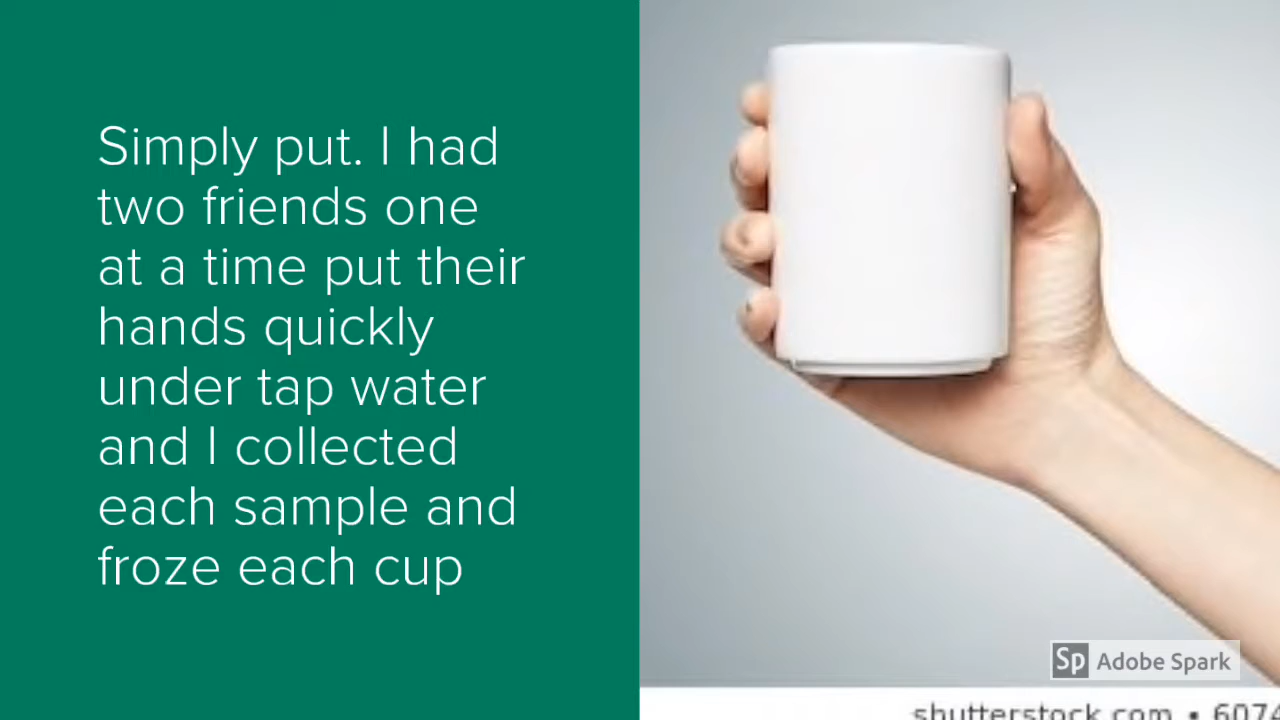 Simply put. I had
two friends one
at a time put their
hands quickly
under tap water
and I collected
each sample and
froze each cup
Sp Adobe Spark
shutterstock.com • 6074